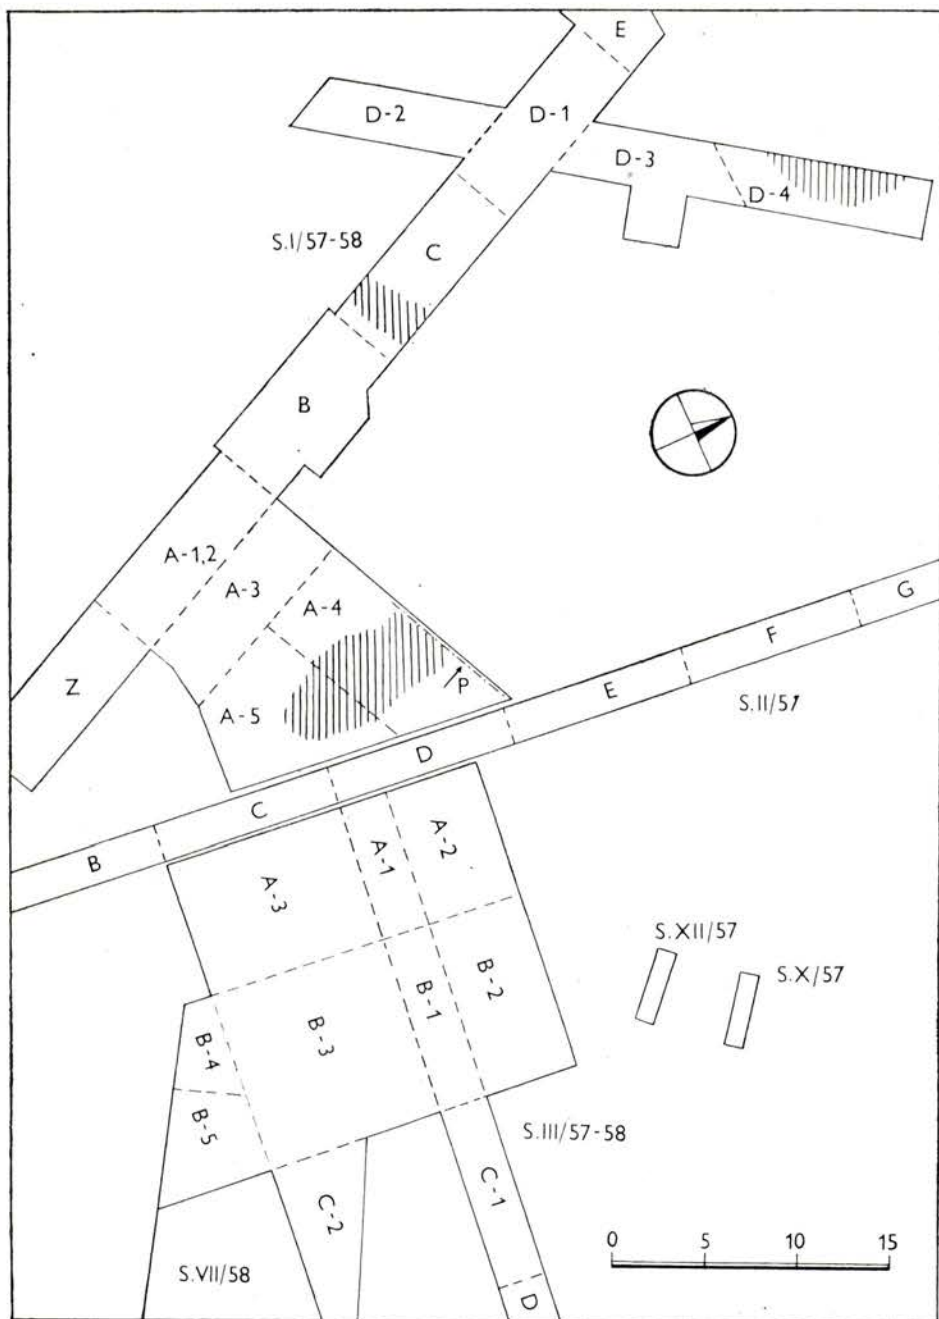 E
D-2
D-1
D-3
D-4
S.I/57-58
C
B
A-1,2
A-3
A-4
G
F
Z
P
E
A-5
S.II/57
D
C
B
A-2
A-1
A-3
S.XII/57
S.X/57
B-2
B-1
B-3
B-4
B-5
S.III/57-58
C-1
C-2
0 5 10 15
S.VII/58
D